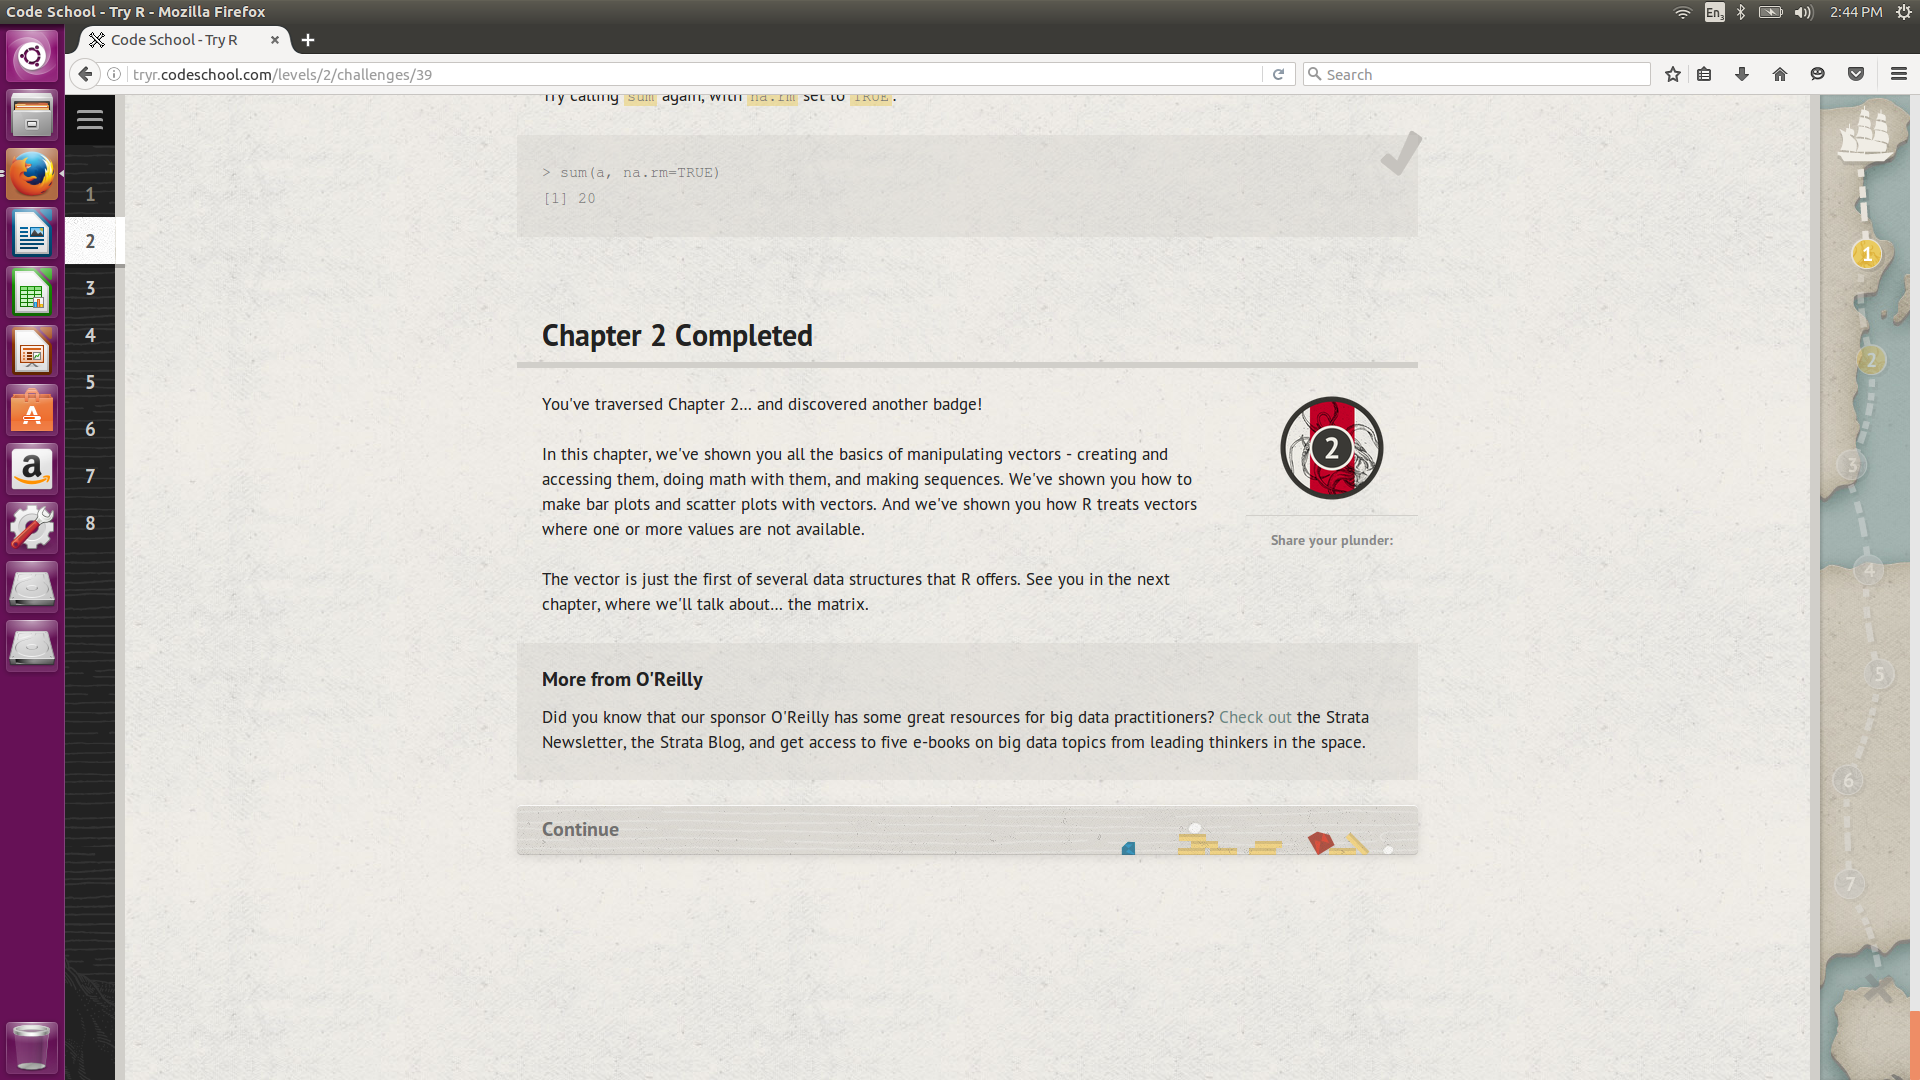 Code School - Try R - Mozilla Firefox
En3
2:44 PM
Code School - Try R
tryr.codeschool.com/levels/2/challenges/39
Search
Try calling sum again, with na.rm set to TRUE.
> sum(a, na.rm=TRUE)
[1] 20
1
2
3
4
5
6
7
8
Chapter 2 Completed
You've traversed Chapter 2... and discovered another badge!
In this chapter, we've shown you all the basics of manipulating vectors - creating and
accessing them, doing math with them, and making sequences. We've shown you how to
make bar plots and scatter plots with vectors. And we've shown you how R treats vectors
where one or more values are not available.
The vector is just the first of several data structures that R offers. See you in the next
chapter, where we'll talk about... the matrix.
2
Share your plunder:
More from O'Reilly
Did you know that our sponsor O'Reilly has some great resources for big data practitioners? Check out the Strata
Newsletter, the Strata Blog, and get access to five e-books on big data topics from leading thinkers in the space.
Continue
1
2
3
4
5
6
7